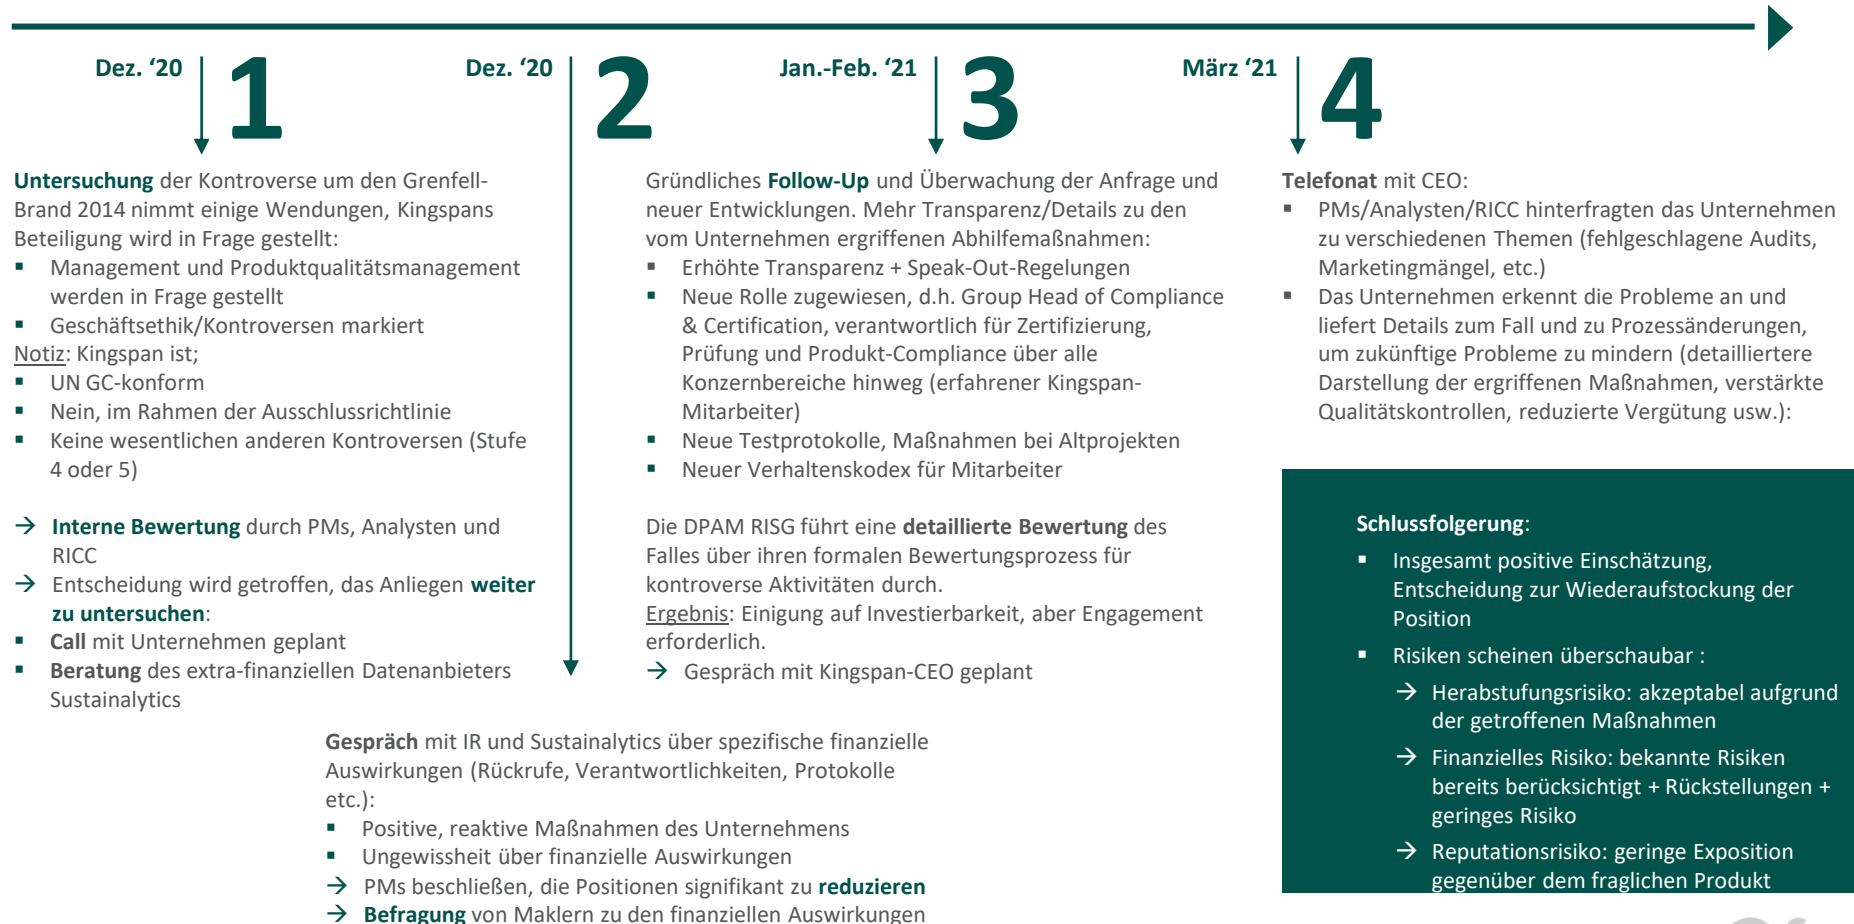 Dez. ‘20
1
Untersuchung der Kontroverse um den Grenfell-
Brand 2014 nimmt einige Wendungen, Kingspans
Beteiligung wird in Frage gestellt:
▪ Management und Produktqualitätsmanagement
werden in Frage gestellt
▪ Geschäftsethik/Kontroversen markiert
Notiz: Kingspan ist;
▪ UN GC-konform
▪ Nein, im Rahmen der Ausschlussrichtlinie
▪ Keine wesentlichen anderen Kontroversen (Stufe
4 oder 5)
→ Interne Bewertung durch PMs, Analysten und
RICC
→ Entscheidung wird getroffen, das Anliegen weiter
zu untersuchen:
▪ Call mit Unternehmen geplant
▪ Beratung des extra-finanziellen Datenanbieters
Sustainalytics
Dez. ‘20
2
Gespräch mit IR und Sustainalytics über spezifische finanzielle
Auswirkungen (Rückrufe, Verantwortlichkeiten, Protokolle
etc.):
▪ Positive, reaktive Maßnahmen des Unternehmens
▪ Ungewissheit über finanzielle Auswirkungen
→ PMs beschließen, die Positionen signifikant zu reduzieren
→ Befragung von Maklern zu den finanziellen Auswirkungen
Jan.-Feb. ‘21
3
Gründliches Follow-Up und Überwachung der Anfrage und
neuer Entwicklungen. Mehr Transparenz/Details zu den
vom Unternehmen ergriffenen Abhilfemaßnahmen:
▪ Erhöhte Transparenz + Speak-Out-Regelungen
▪ Neue Rolle zugewiesen, d.h. Group Head of Compliance
& Certification, verantwortlich für Zertifizierung,
Prüfung und Produkt-Compliance über alle
Konzernbereiche hinweg (erfahrener Kingspan-
Mitarbeiter)
▪ Neue Testprotokolle, Maßnahmen bei Altprojekten
▪ Neuer Verhaltenskodex für Mitarbeiter
Die DPAM RISG führt eine detaillierte Bewertung des
Falles über ihren formalen Bewertungsprozess für
kontroverse Aktivitäten durch.
Ergebnis: Einigung auf Investierbarkeit, aber Engagement
erforderlich.
→ Gespräch mit Kingspan-CEO geplant
März ‘21
4
Telefonat mit CEO:
▪ PMs/Analysten/RICC hinterfragten das Unternehmen
zu verschiedenen Themen (fehlgeschlagene Audits,
Marketingmängel, etc.)
▪ Das Unternehmen erkennt die Probleme an und
liefert Details zum Fall und zu Prozessänderungen,
um zukünftige Probleme zu mindern (detailliertere
Darstellung der ergriffenen Maßnahmen, verstärkte
Qualitätskontrollen, reduzierte Vergütung usw.):
Schlussfolgerung:
▪ Insgesamt positive Einschätzung,
Entscheidung zur Wiederaufstockung der
Position
▪ Risiken scheinen überschaubar :
→ Herabstufungsrisiko: akzeptabel aufgrund
der getroffenen Maßnahmen
→ Finanzielles Risiko: bekannte Risiken
bereits berücksichtigt + Rückstellungen +
geringes Risiko
→ Reputationsrisiko: geringe Exposition
gegenüber dem fraglichen Produkt